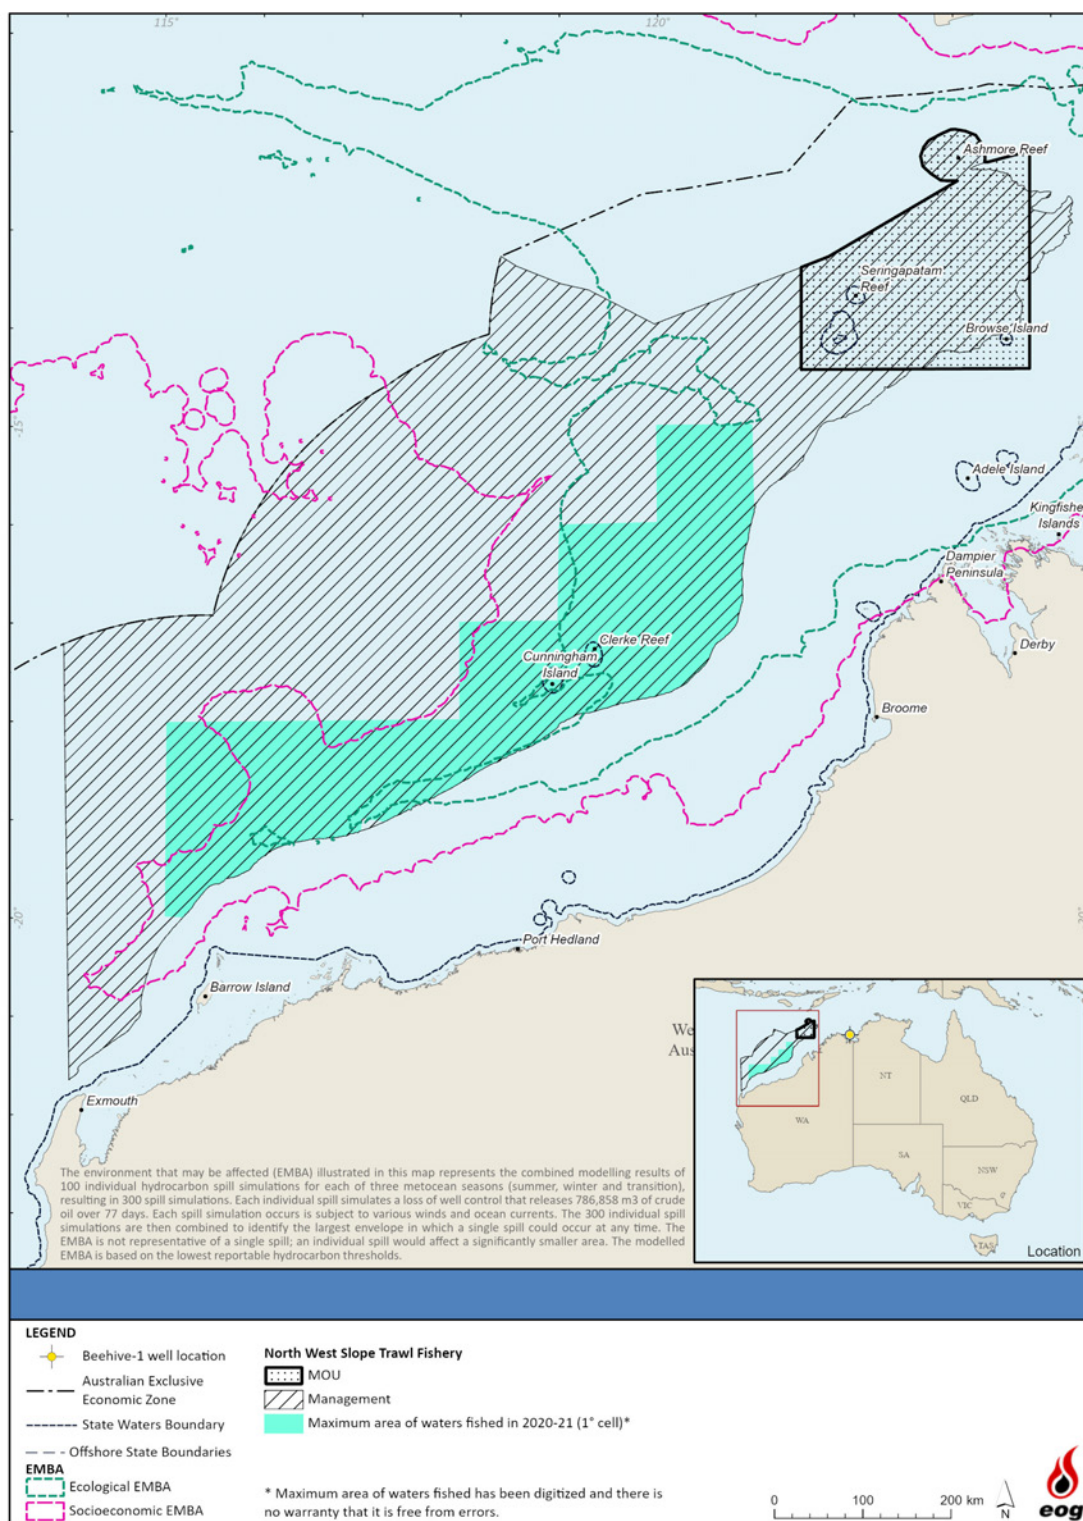 115°
120°
Ashmore Reef
Seringapatam
Reef
Browse Island
-15°
Adele Island
Kingfisher
Islands
Dampier
Peninsula
Derby
Clerke Reef
Cunningham
Island
Broome
-20°
Port Hedland
Barrow Island
Exmouth
NT
QLD
WA
SA
NSW
VIC
TAS
Location
The environment that may be affected (EMBA) illustrated in this map represents the combined modelling results of
100 individual hydrocarbon spill simulations for each of three metocean seasons (summer, winter and transition),
resulting in 300 spill simulations. Each individual spill simulates a loss of well control that releases 786,858 m3 of crude
oil over 77 days. Each spill simulation occurs is subject to various winds and ocean currents. The 300 individual spill
simulations are then combined to identify the largest envelope in which a single spill could occur at any time. The
EMBA is not representative of a single spill; an individual spill would affect a significantly smaller area. The modelled
EMBA is based on the lowest reportable hydrocarbon thresholds.
LEGEND
Beehive-1 well location
Australian Exclusive
Economic Zone
State Waters Boundary
Offshore State Boundaries
EMBA
Ecological EMBA
Socioeconomic EMBA
North West Slope Trawl Fishery
MOU
Management
Maximum area of waters fished in 2020-21 (1° cell)*
* Maximum area of waters fished has been digitized and there is
no warranty that it is free from errors.
0 100 200 km
N
eog